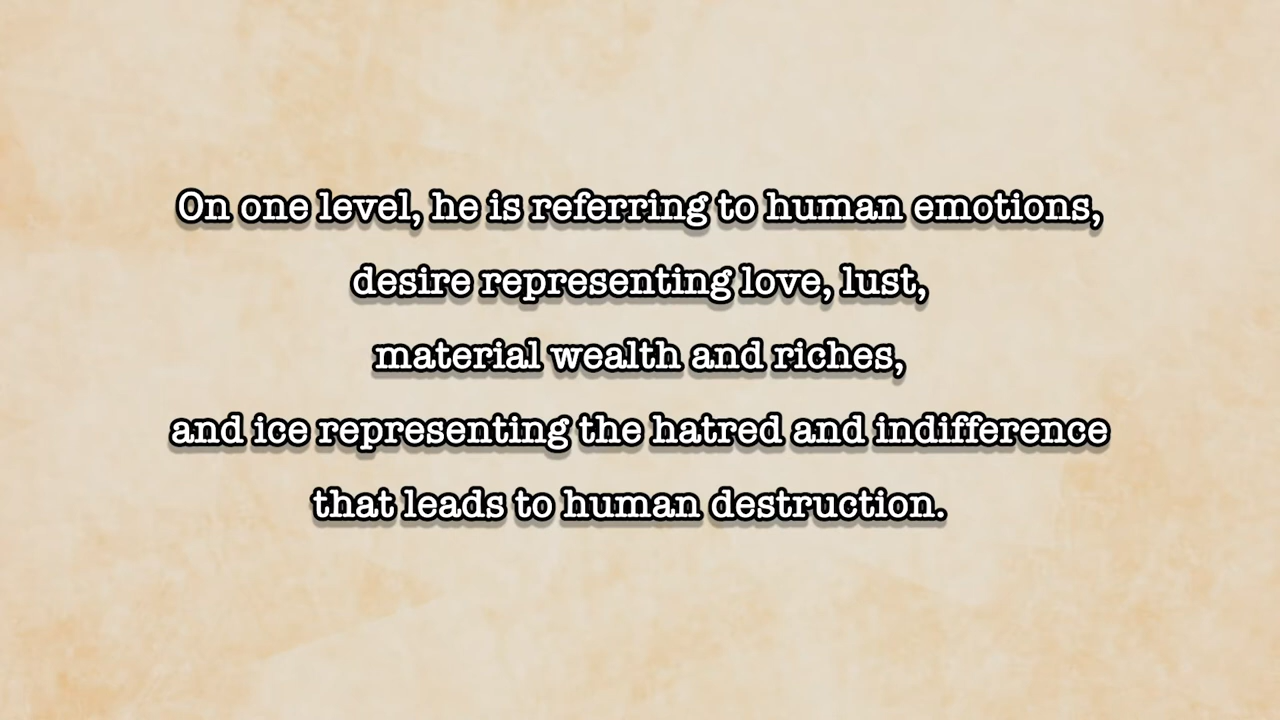 On one level, he is referring to human emotions,
desire representing love, lust,
material wealth and riches,
and ice representing the hatred and indifference
that leads to human destruction.